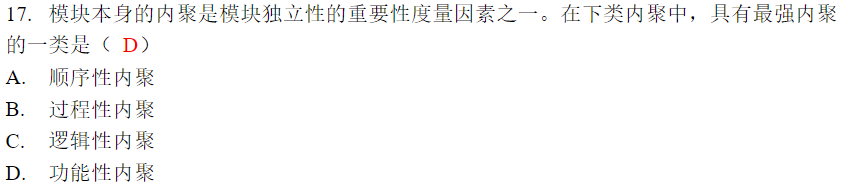 17. 模块本身的内聚是模块独立性的重要性度量因素之一。在下类内聚中，具有最强内聚
的一类是（ D）
A. 顺序性内聚
B. 过程性内聚
C. 逻辑性内聚
D. 功能性内聚